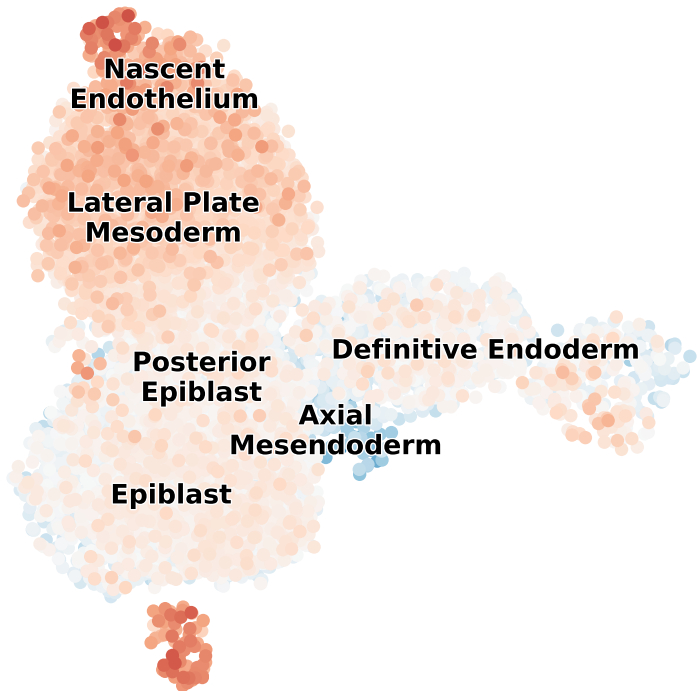 Nascent
Endothelium
Lateral Plate
Mesoderm
Posterior
Epiblast
Definitive Endoderm
Axial
Mesendoderm
Epiblast